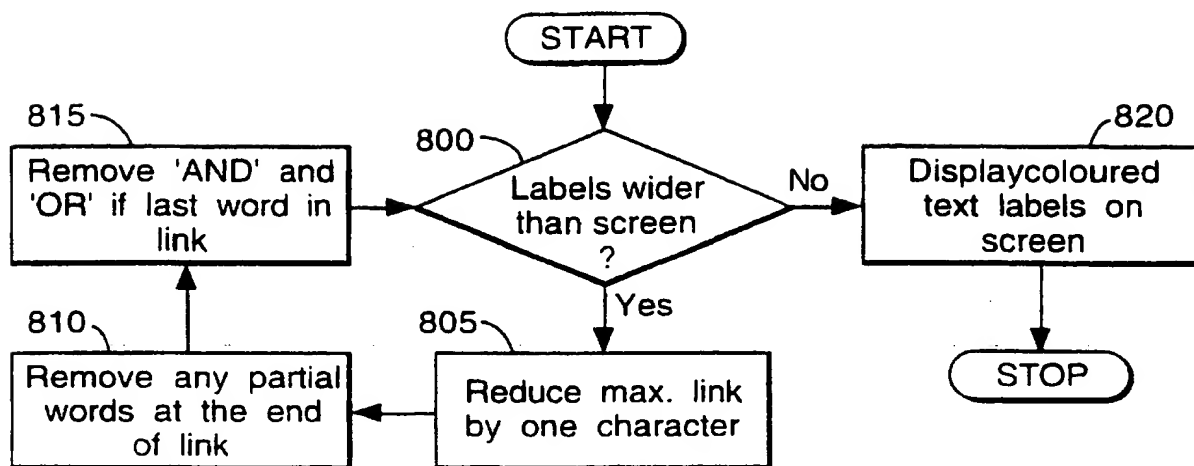 START
815
Remove 'AND' and
'OR' if last word in
link
800
Labels wider
than screen
?
No
820
Displaycoloured
text labels on
screen
Yes
810
Remove any partial
words at the end
of link
805
Reduce max. link
by one character
STOP